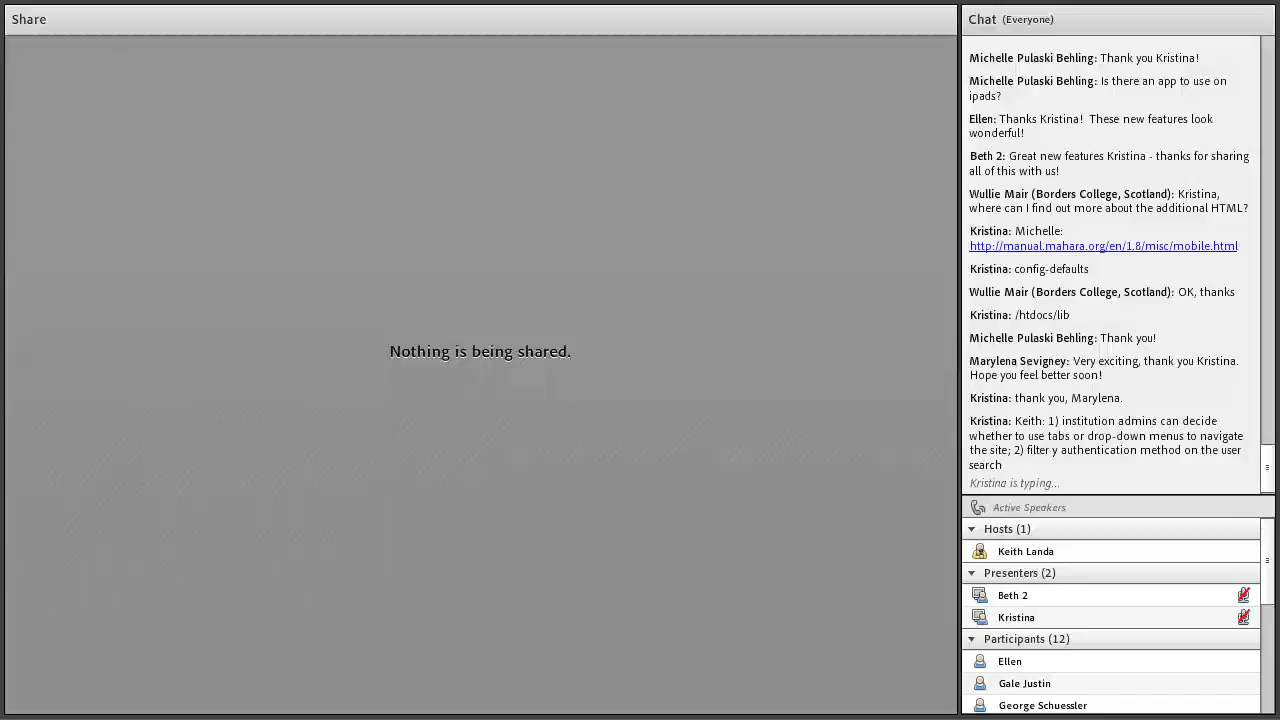 Share
Nothing is being shared.
Chat (Everyone)
Michelle Pulaski Behling: Thank you Kristina!
Michelle Pulaski Behling: Is there an app to use on
ipads?
Ellen: Thanks Kristina! These new features look
wonderful!
Beth 2: Great new features Kristina - thanks for sharing
all of this with us!
Wullie Mair (Borders College, Scotland): Kristina,
where can I find out more about the additional HTML?
Kristina: Michelle:
http://manual.mahara.org/en/1.8/misc/mobile.html
Kristina: config-defaults
Wullie Mair (Borders College, Scotland): OK, thanks
Kristina: /htdocs/lib
Michelle Pulaski Behling: Thank you!
Marylena Sevigney: Very exciting, thank you Kristina.
Hope you feel better soon!
Kristina: thank you, Marylena.
Kristina: Keith: 1) institution admins can decide
whether to use tabs or drop-down menus to navigate
the site; 2) filter y authentication method on the user
search
Kristina is typing...
Active Speakers
Hosts (1)
Keith Landa
Presenters (2)
Beth 2
Kristina
Participants (12)
Ellen
Gale Justin
George Schuessler